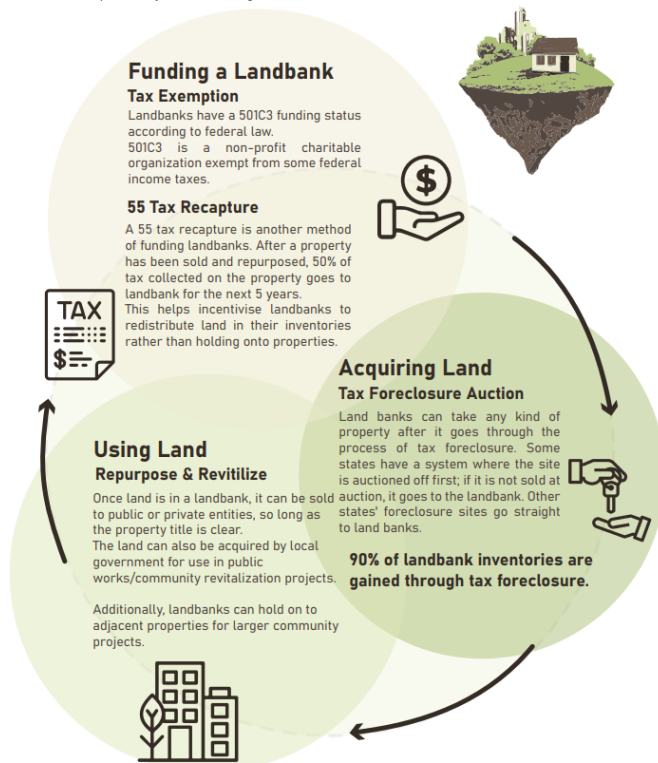 Funding a Landbank
Tax Exemption
Landbanks have a 501C3 funding status
according to federal law.
501C3 is a non-profit charitable
organization exempt from some federal
income taxes.
55 Tax Recapture
A 55 tax recapture is another method
of funding landbanks. After a property
has been sold and repurposed, 50% of
tax collected on the property goes to
landbank for the next 5 years.
This helps incentivise landbanks to
redistribute land in their inventories
rather than holding onto properties.
$
TAX
$
Acquiring Land
Tax Foreclosure Auction
Land banks can take any kind of
property after it goes through the
process of tax foreclosure. Some
states have a system where the site
is auctioned off first; if it is not sold at
auction, it goes to the landbank. Other
states' foreclosure sites go straight
to land banks.
90% of landbank inventories are
gained through tax foreclosure.
Using Land
Repurpose & Revitilize
Once land is in a landbank, it can be sold
to public or private entities, so long as
the property title is clear.
The land can also be acquired by local
government for use in public
works/community revitalization projects.
Additionally, landbanks can hold on to
adjacent properties for larger community
projects.